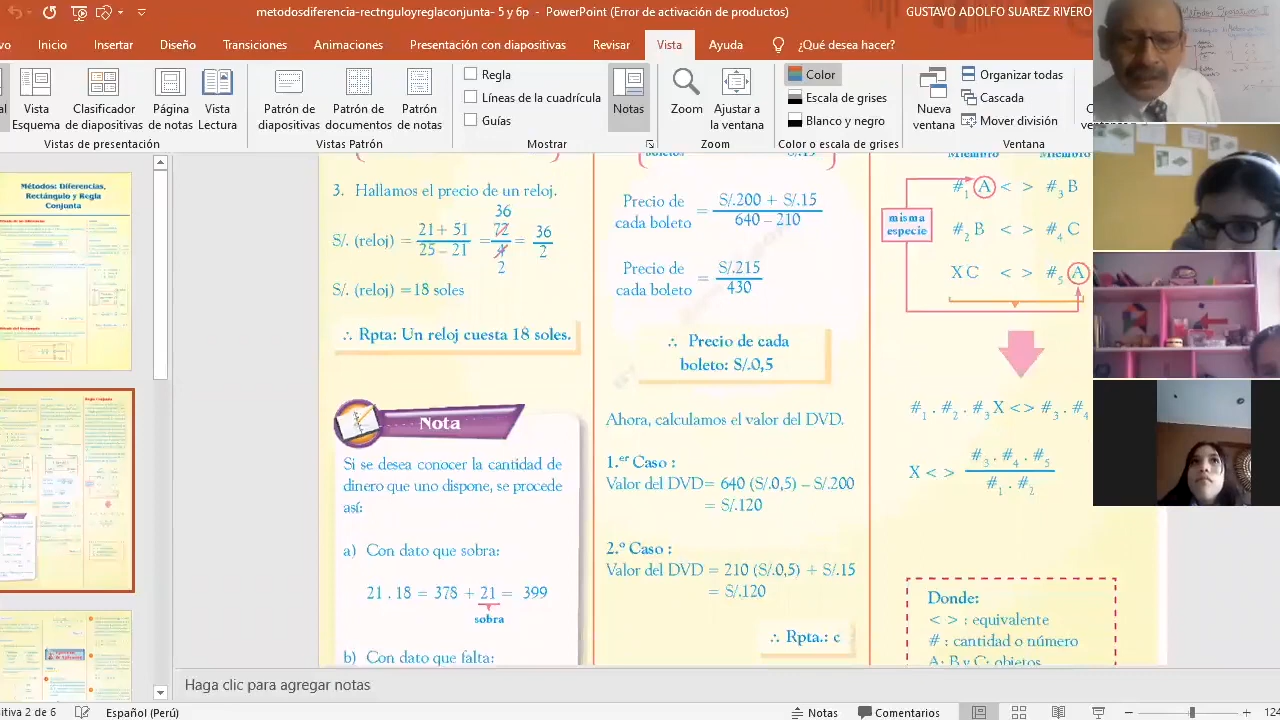 metodosdiferencia-rectnguloyreglaconjunta- 5 y 6p - PowerPoint (Error de activación de productos)
GUSTAVO ADOLFO SUAREZ RIVERO
Inicio Insertar Diseño Transiciones Animaciones Presentación con diapositivas Revisar Vista Ayuda ¿Qué desea hacer?
Vista Esquema
Clasificador de diapositivas
Página de notas
Vista Lectura
Vistas de presentación
Patrón de diapositivas
Patrón de documentos
Patrón de notas
Vistas Patrón
Regla
Líneas de la cuadrícula
Guías
Mostrar
Notas
Zoom
Ajustar a la ventana
Zoom
Color
Escala de grises
Blanco y negro
Color o escala de grises
Nueva ventana
Organizar todas
Cascada
Mover división
Ventana
Métodos: Diferencias,
Rectángulo y Regla
Conjunta
3. Hallamos el precio de un reloj.
S/. (reloj) = 21 + 51 / 25 – 21 = 72 / 4 = 36 / 2
36
2
S/. (reloj) = 18 soles
∴ Rpta: Un reloj cuesta 18 soles.
Nota
Si se desea conocer la cantidad de
dinero que uno dispone, se procede
así:
a) Con dato que sobra:
21 . 18 = 378 + 21 = 399
sobra
b) Con dato que falta:
boleto: S/.15
Precio de cada boleto = S/.200 + S/.15 / 640 – 210
Precio de cada boleto = S/.215 / 430
∴ Precio de cada
boleto: S/.0,5
Ahora, calculamos el valor del DVD.
1.er Caso :
Valor del DVD= 640 (S/.0,5) – S/.200
= S/.120
2.º Caso :
Valor del DVD = 210 (S/.0,5) + S/.15
= S/.120
∴ Rpta.: c
Miembro Miembro
#1 A < > #3 B
misma
especie
#2 B < > #4 C
X C < > #5 A
#1 . #2 . #3 X < > #3 . #4
X < > #3 . #4 . #5 / #1 . #2
Donde:
< > : equivalente
# : cantidad o número
A; B y C: objetos
Haga clic para agregar notas
sitiva 2 de 6 Español (Perú) Notas Comentarios